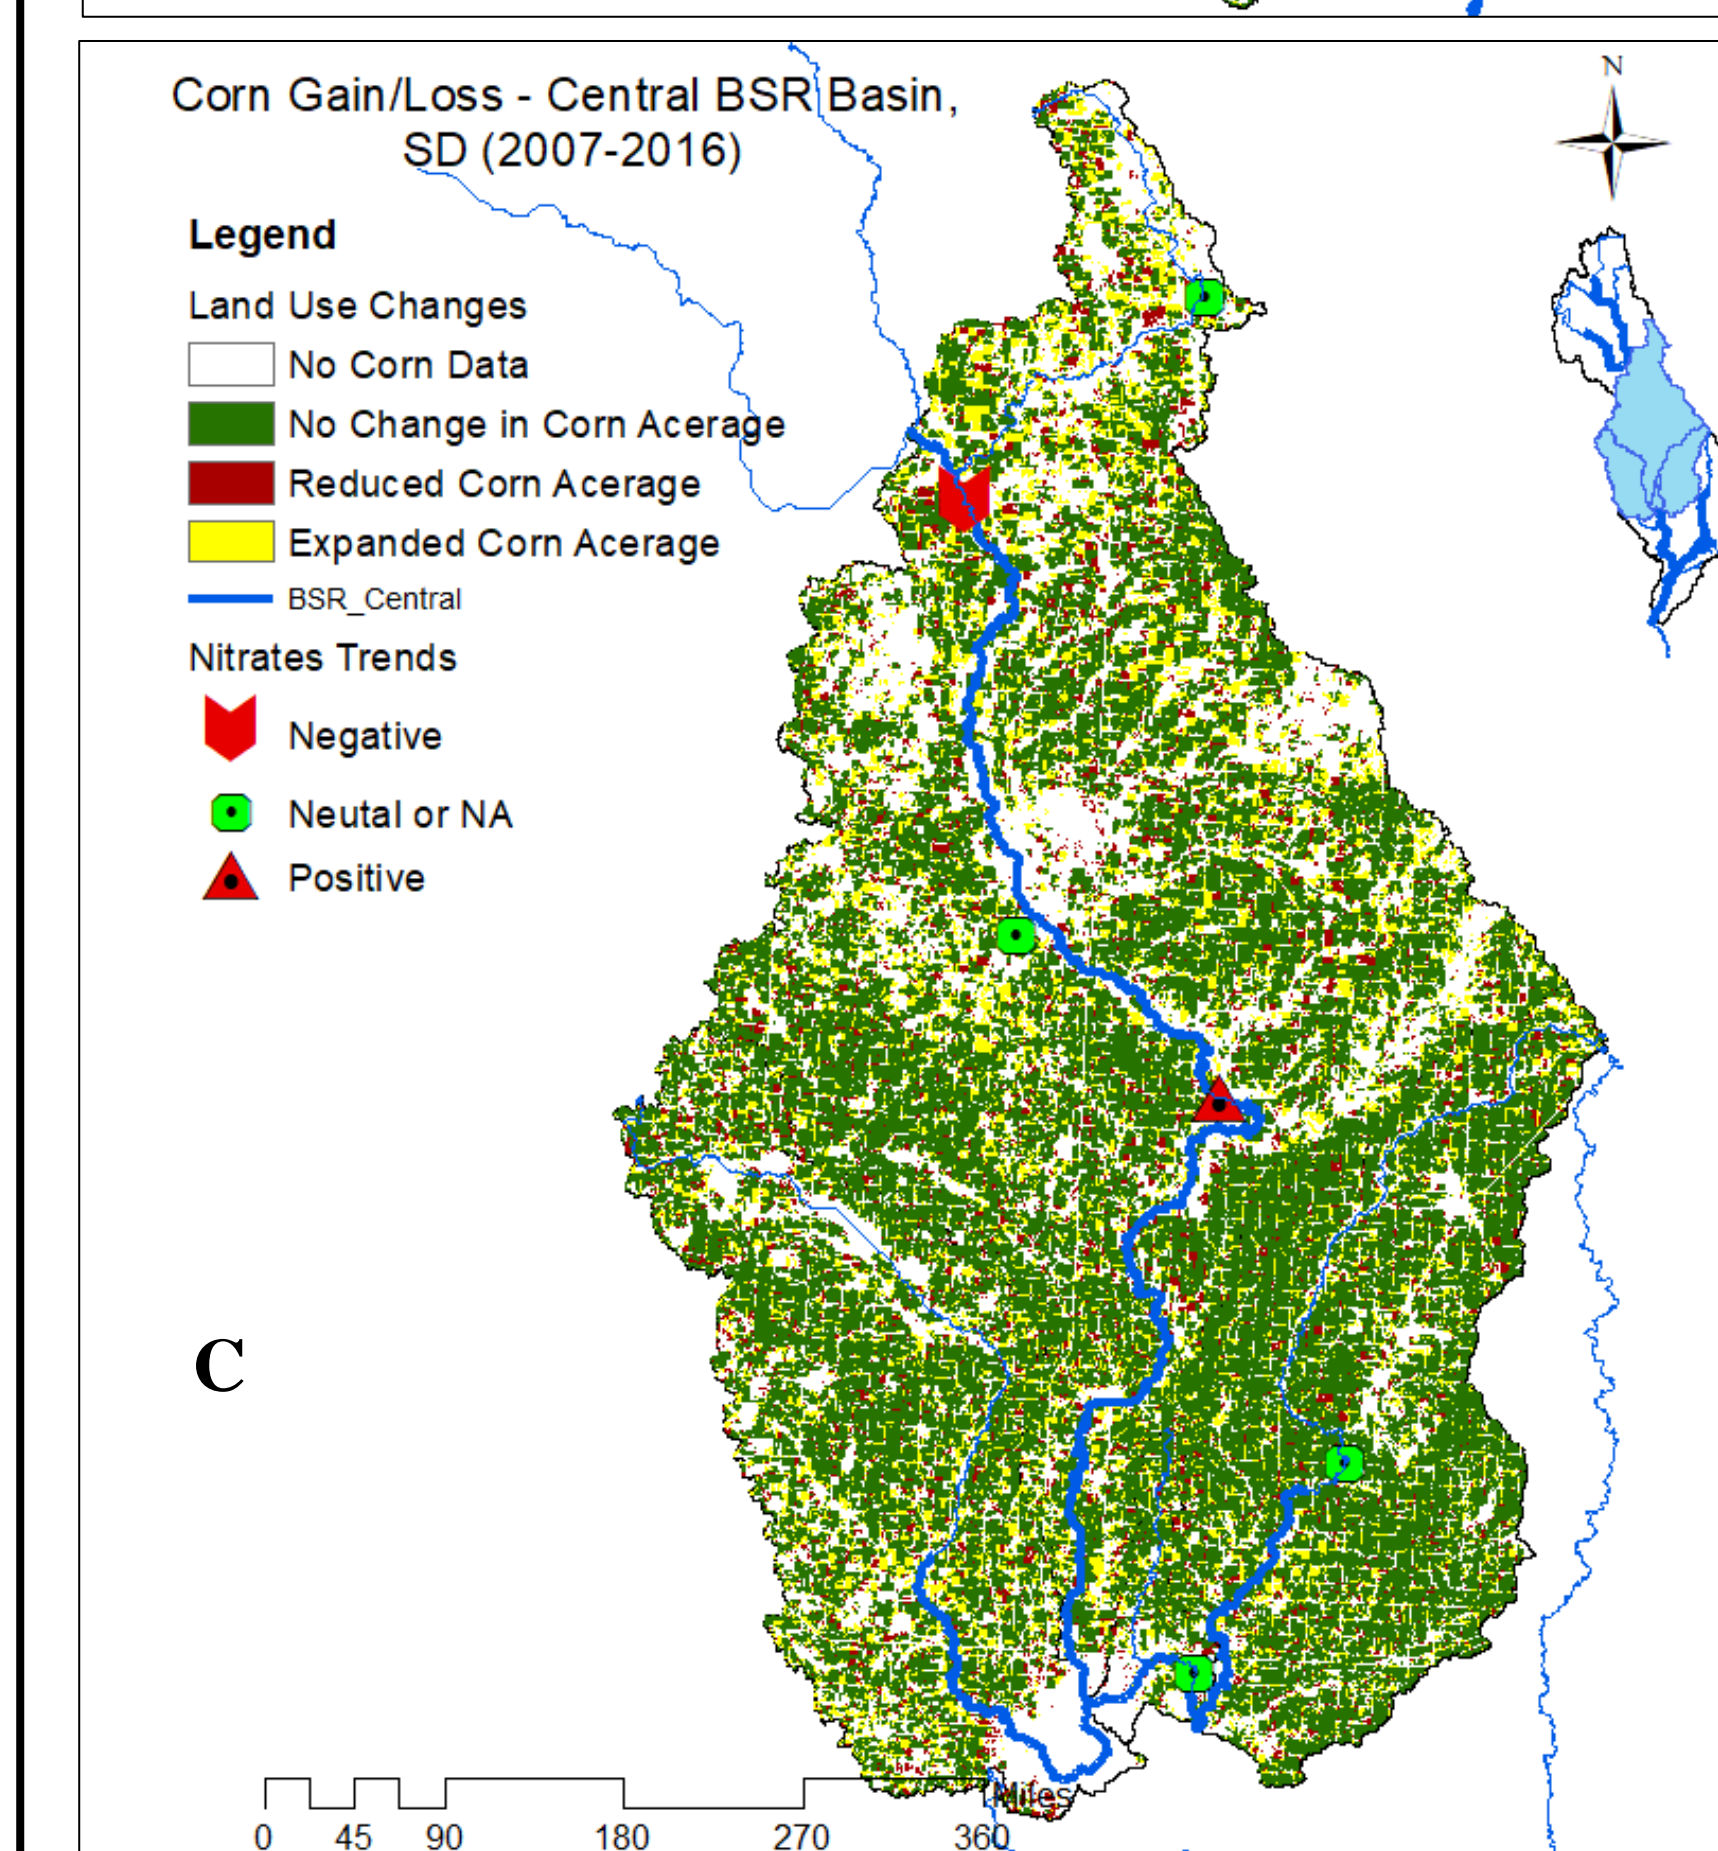 Corn Gain/Loss - Central BSR Basin,
SD (2007-2016)
N
Legend
Land Use Changes
No Corn Data
No Change in Corn Acerage
Reduced Corn Acerage
Expanded Corn Acerage
BSR_Central
Nitrates Trends
Negative
Neutal or NA
Positive
C
Miles
0 45 90 180 270 360